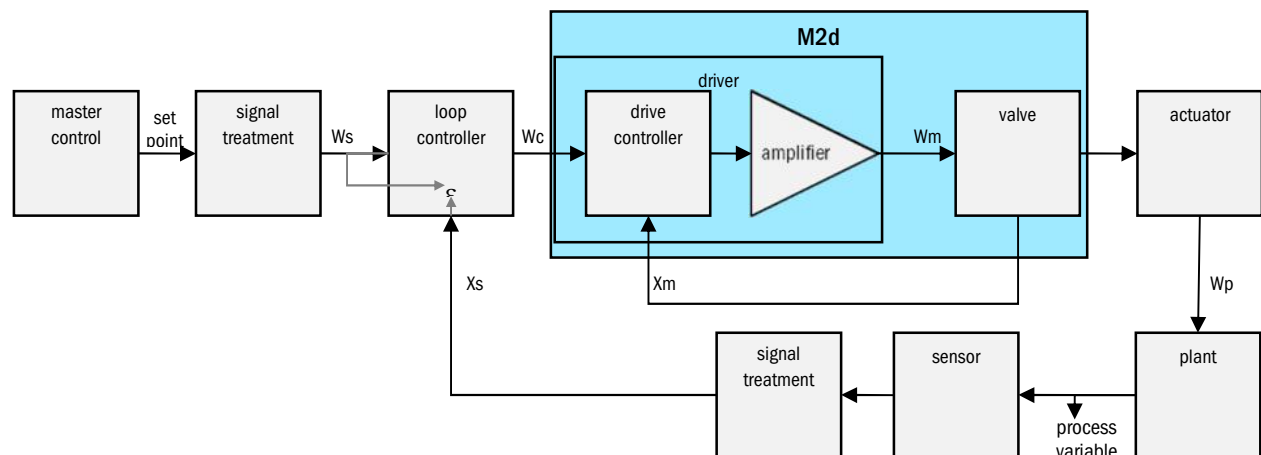 M2d
driver
master
control
set
point
signal
treatment
Ws
loop
controller
Wc
drive
controller
amplifier
Wm
valve
actuator
Xs
Xm
Wp
signal
treatment
sensor
plant
process
variable